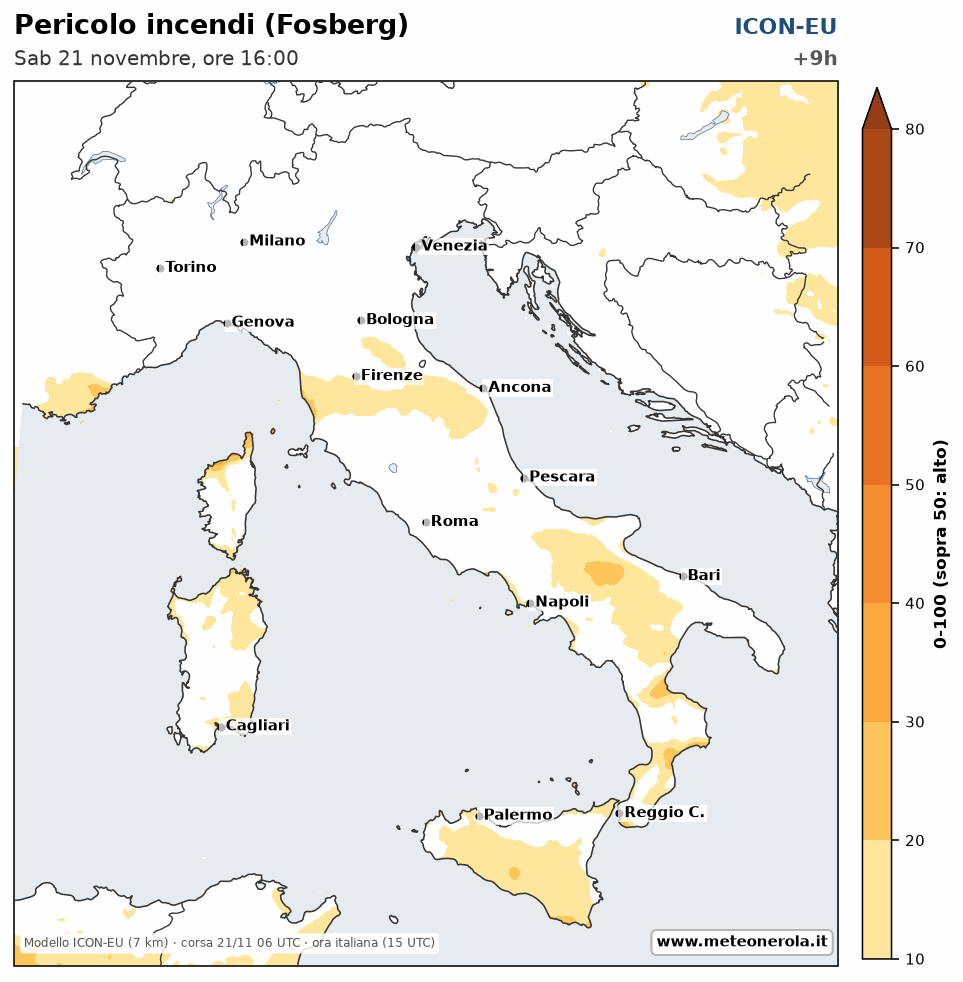 Pericolo incendi (Fosberg)
ICON-EU
Sab 21 novembre, ore 16:00
+9h
Milano
Venezia
Torino
Genova
Bologna
Firenze
Ancona
Pescara
Roma
Bari
Napoli
Cagliari
Palermo
Reggio C.
Modello ICON-EU (7 km) · corsa 21/11 06 UTC · ora italiana (15 UTC)
www.meteonerola.it
80
70
60
50
40
30
20
10
0-100 (sopra 50: alto)